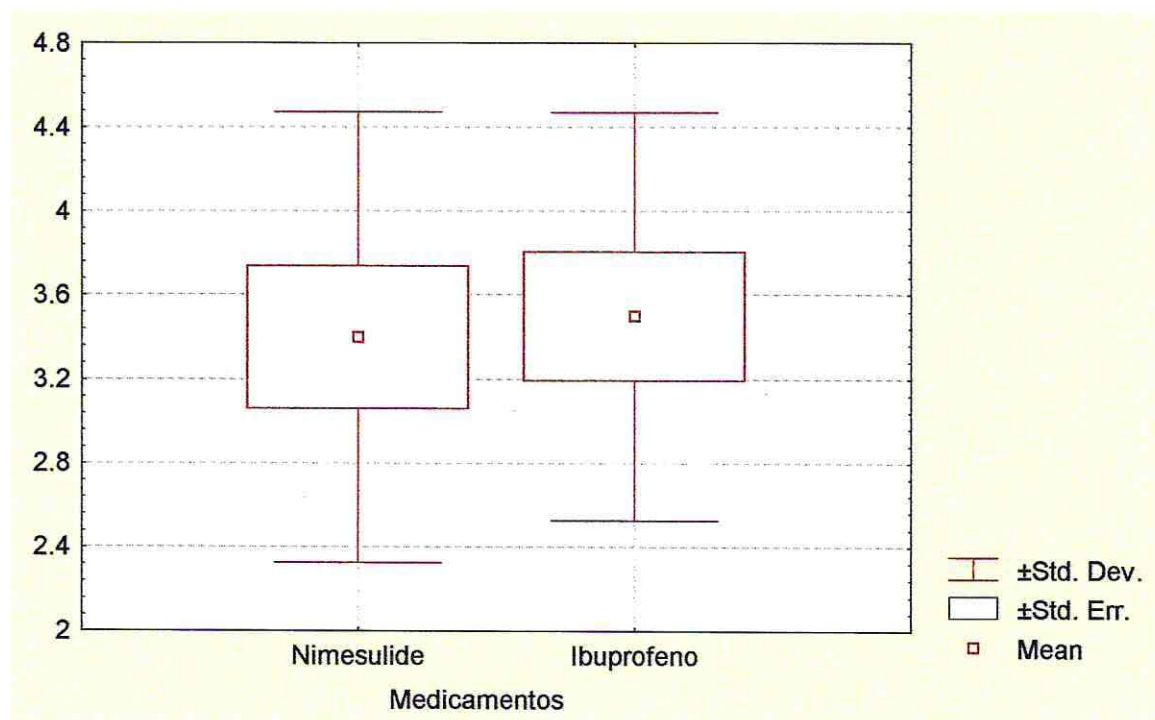 4.8
4.4
4
3.6
3.2
2.8
2.4
2
Nimesulide
Ibuprofeno
Medicamentos
±Std. Dev.
±Std. Err.
Mean